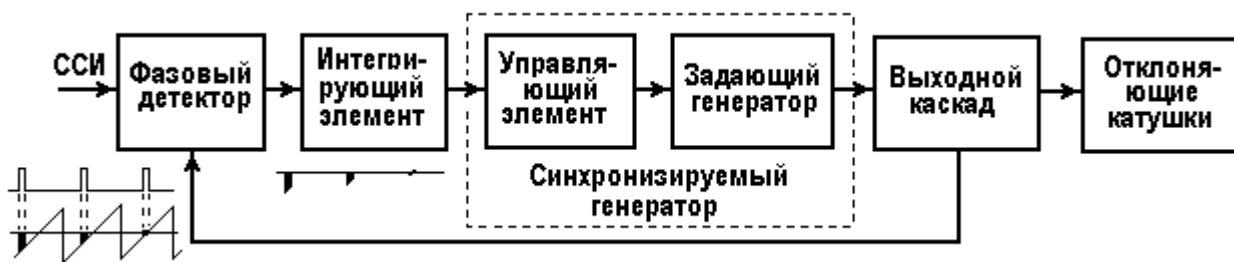 ССИ
Фазовый
детектор
Интегри-
рующий
элемент
Управля-
ющий
элемент
Задающий
генератор
Синхронизируемый
генератор
Выходной
каскад
Отклоня-
ющие
катушки